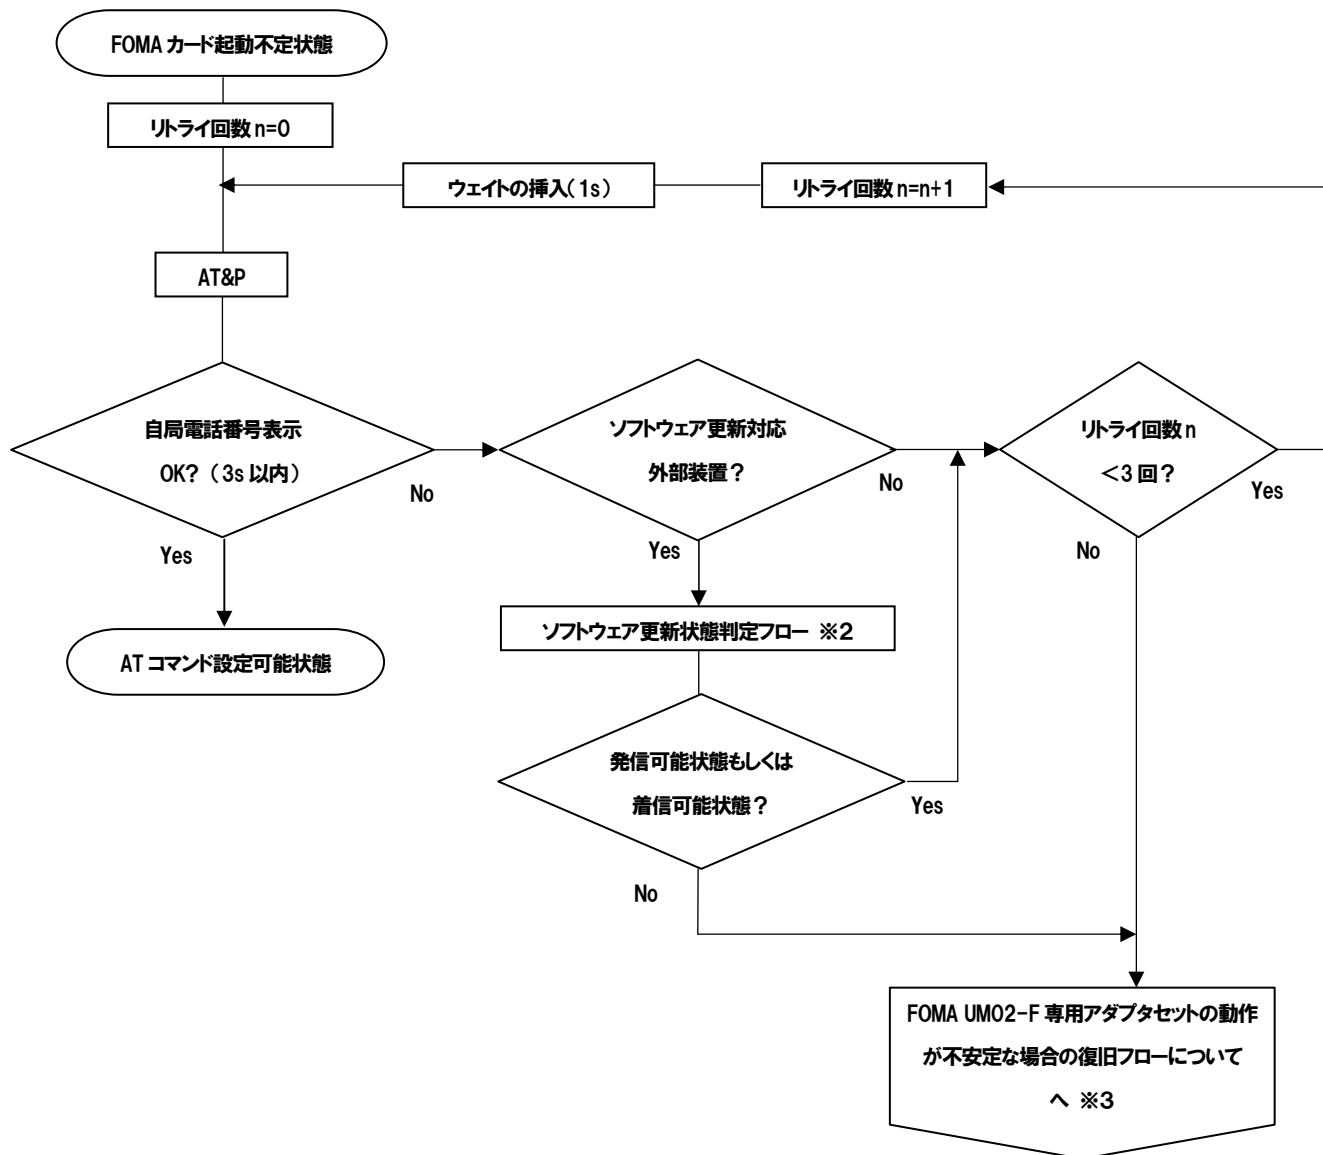 FOMA カード起動不定状態
リトライ回数 n=0
ウェイトの挿入(1s)
リトライ回数 n=n+1
AT&P
自局電話番号表示
OK?(3s 以内)
No
Yes
ソフトウェア更新対応
外部装置?
No
Yes
リトライ回数 n
<3 回?
Yes
No
AT コマンド設定可能状態
ソフトウェア更新状態判定フロー ※2
発信可能状態もしくは
着信可能状態?
Yes
No
FOMA UM02-F 専用アダプタセットの動作
が不安定な場合の復旧フローについて
へ ※3